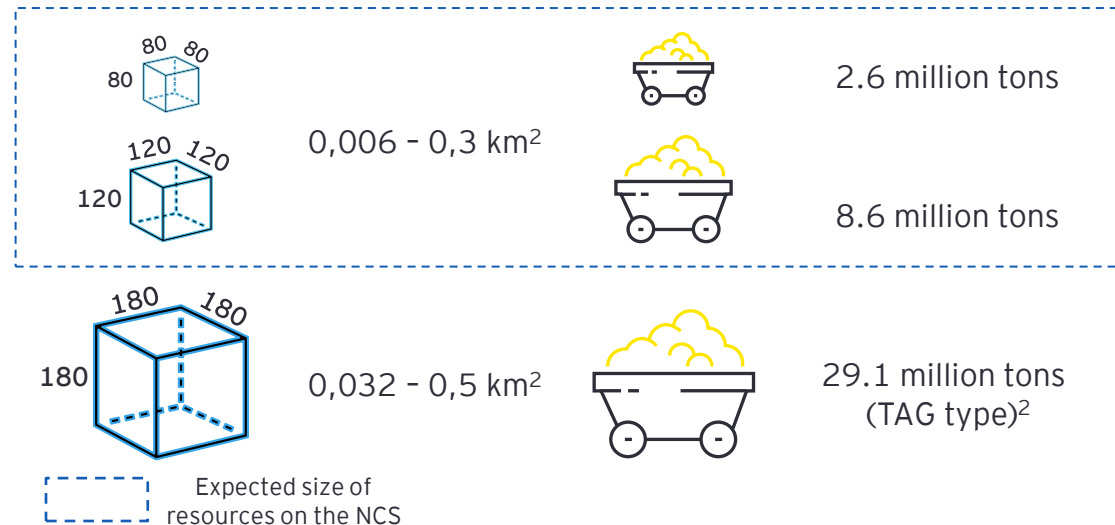 80 80
80
2.6 million tons
0,006 - 0,3 km²
120 120
120
8.6 million tons
180 180
180
0,032 - 0,5 km²
29.1 million tons
(TAG type)²
Expected size of
resources on the NCS